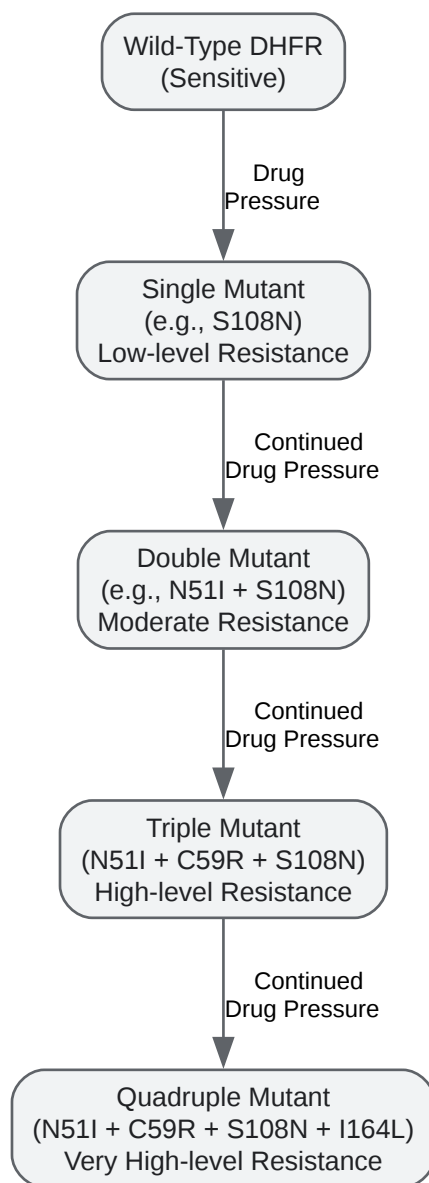 Wild-Type DHFR
(Sensitive)
Drug
Pressure
Single Mutant
(e.g., S108N)
Low-level Resistance
Continued
Drug Pressure
Double Mutant
(e.g., N51I + S108N)
Moderate Resistance
Continued
Drug Pressure
Triple Mutant
(N51I + C59R + S108N)
High-level Resistance
Continued
Drug Pressure
Quadruple Mutant
(N51I + C59R + S108N + I164L)
Very High-level Resistance